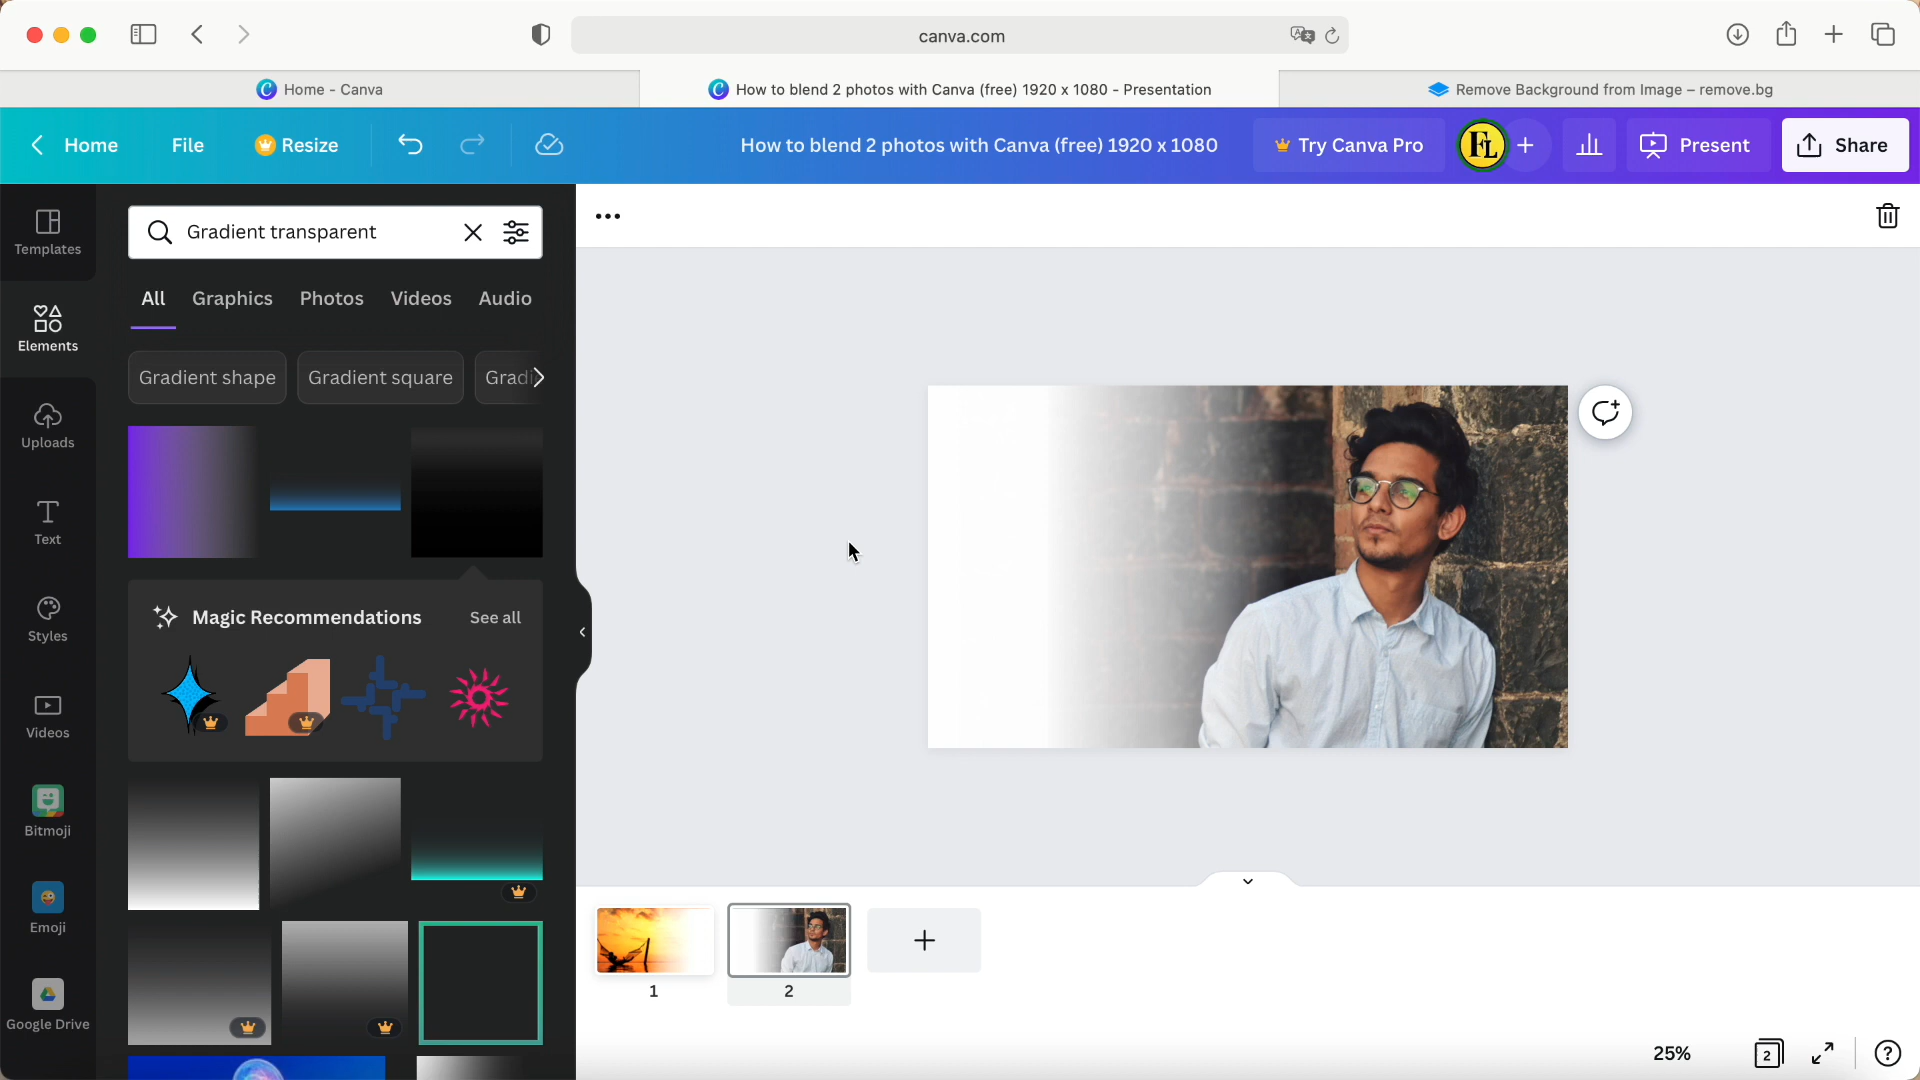 canva.com
Home - Canva
How to blend 2 photos with Canva (free) 1920 x 1080 - Presentation
Remove Background from Image – remove.bg
Home
File
Resize
How to blend 2 photos with Canva (free) 1920 x 1080
Try Canva Pro
FL
Present
Share
Templates
Elements
Uploads
Text
Styles
Videos
Bitmoji
Emoji
Google Drive
Gradient transparent
All
Graphics
Photos
Videos
Audio
Gradient shape
Gradient square
Gradi
Magic Recommendations
See all
1
2
25%
2